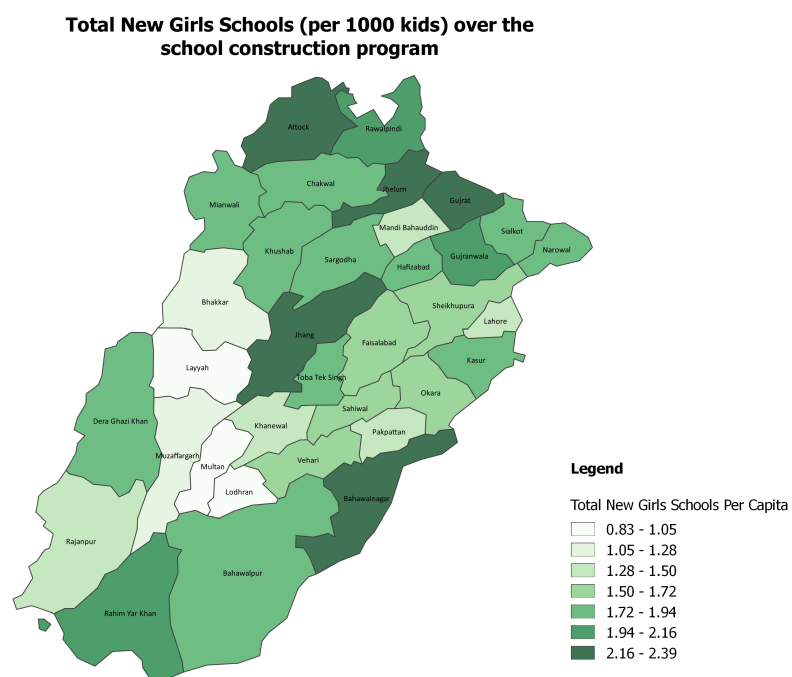 Total New Girls Schools (per 1000 kids) over the
school construction program
Attock
Rawalpindi
Chakwal
Jhelum
Gujrat
Mianwali
Mandi Bahauddin
Sialkot
Khushab
Sargodha
Hafizabad
Gujranwala
Narowal
Bhakkar
Sheikhupura
Lahore
Jhang
Faisalabad
Layyah
Toba Tek Singh
Kasur
Okara
Dera Ghazi Khan
Sahiwal
Khanewal
Pakpattan
Muzaffargarh
Multan
Vehari
Lodhran
Bahawalnagar
Rajanpur
Bahawalpur
Rahim Yar Khan
Legend
Total New Girls Schools Per Capita
0.83 - 1.05
1.05 - 1.28
1.28 - 1.50
1.50 - 1.72
1.72 - 1.94
1.94 - 2.16
2.16 - 2.39